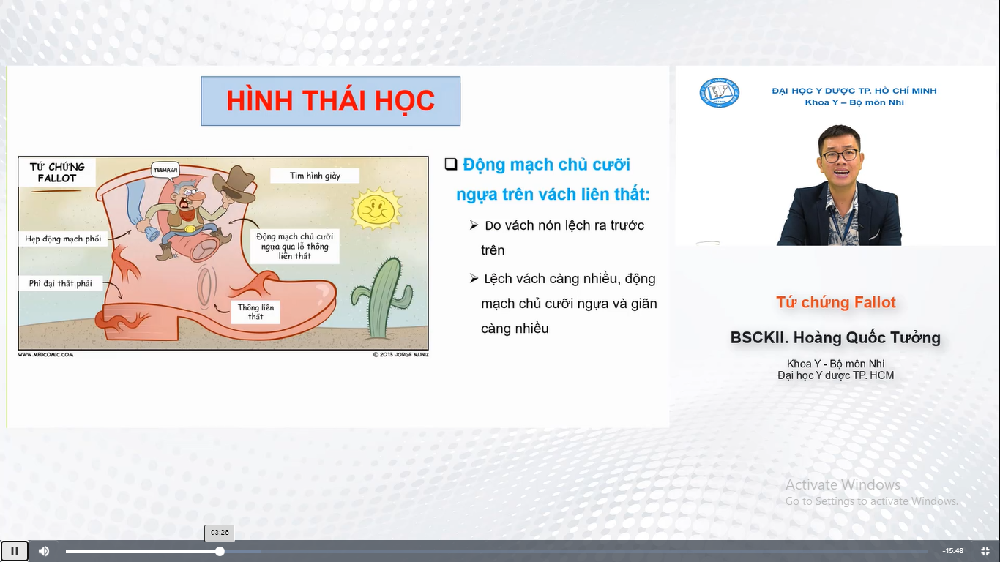 HÌNH THÁI HỌC
TỨ CHỨNG
FALLOT
YEEHAW!
Tim hình giày
Hẹp động mạch phổi
Động mạch chủ cưỡi
ngựa qua lỗ thông
liên thất
Phì đại thất phải
Thông liên
thất
WWW.MEDCOMIC.COM
© 2013 JORGE MUNIZ
Động mạch chủ cưỡi
ngựa trên vách liên thất:
Do vách nón lệch ra trước
trên
Lệch vách càng nhiều, động
mạch chủ cưỡi ngựa và giãn
càng nhiều
ĐẠI HỌC Y DƯỢC TP. HỒ CHÍ MINH
Khoa Y – Bộ môn Nhi
Tứ chứng Fallot
BSCKII. Hoàng Quốc Tưởng
Khoa Y - Bộ môn Nhi
Đại học Y dược TP. HCM
Activate Windows
Go to Settings to activate Windows.
03:26
-15:48